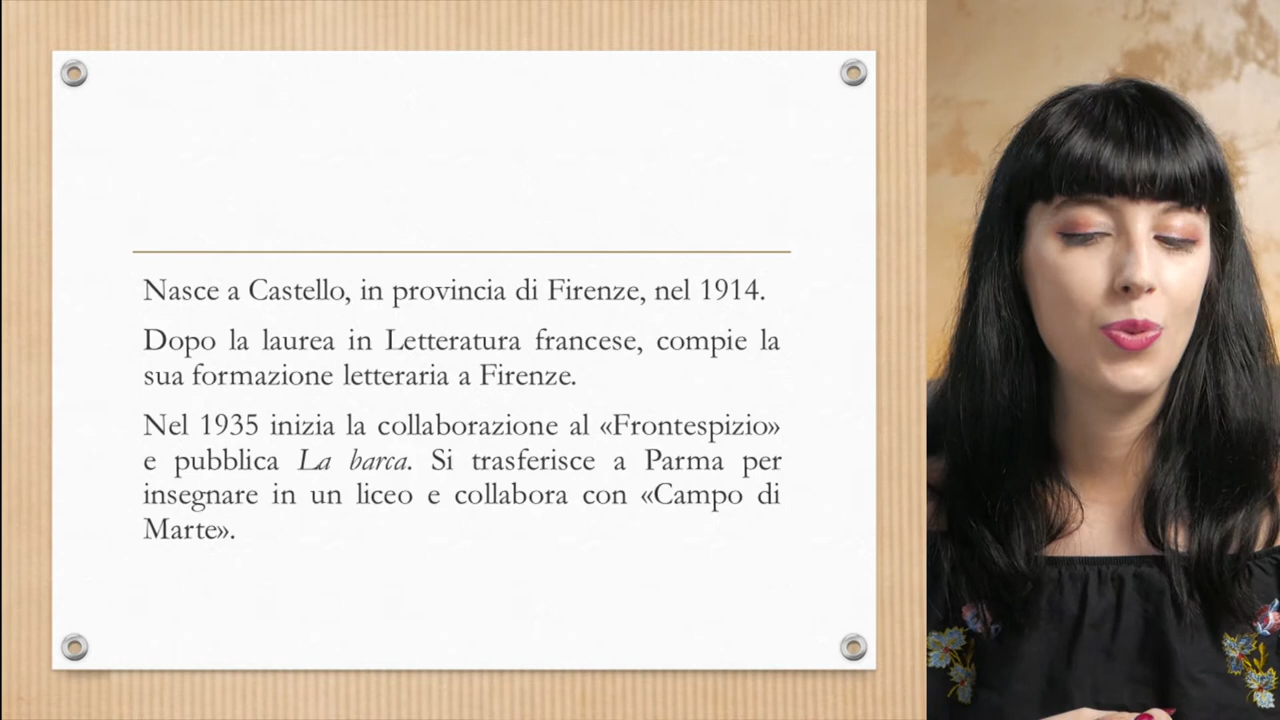 Nasce a Castello, in provincia di Firenze, nel 1914.
Dopo la laurea in Letteratura francese, compie la
sua formazione letteraria a Firenze.
Nel 1935 inizia la collaborazione al «Frontespizio»
e pubblica La barca. Si trasferisce a Parma per
insegnare in un liceo e collabora con «Campo di
Marte».